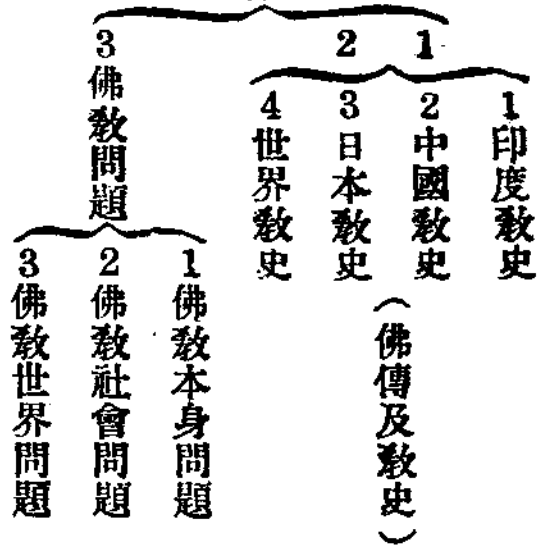 1
2
1印度教史
2中國教史
3日本教史
4世界教史
(佛傳及教史)
3佛教問題
1佛教本身問題
2佛教社會問題
3佛教世界問題